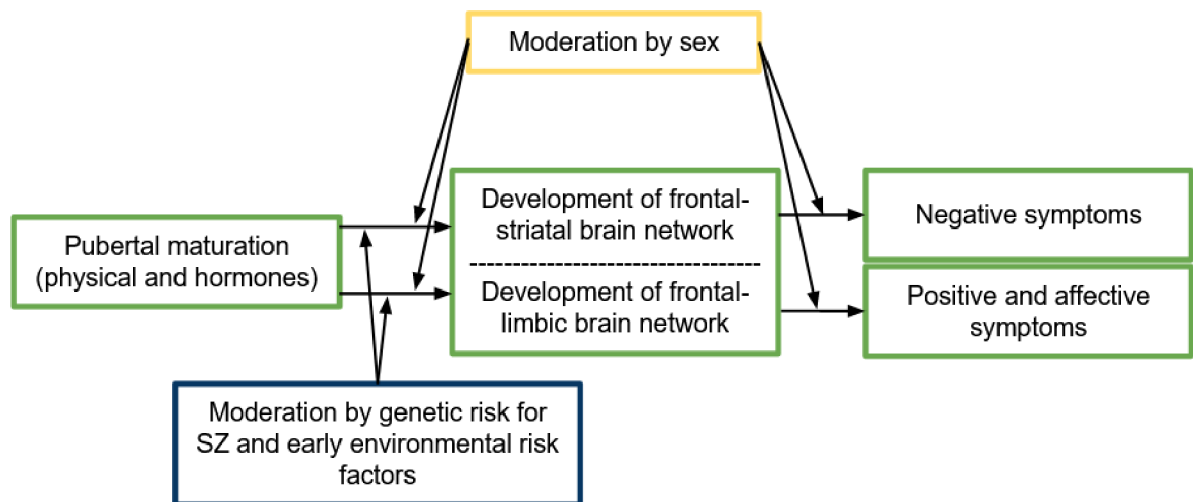 Moderation by sex
Pubertal maturation
(physical and hormones)
Development of frontal-
striatal brain network
Development of frontal-
limbic brain network
Negative symptoms
Positive and affective
symptoms
Moderation by genetic risk for
SZ and early environmental risk
factors